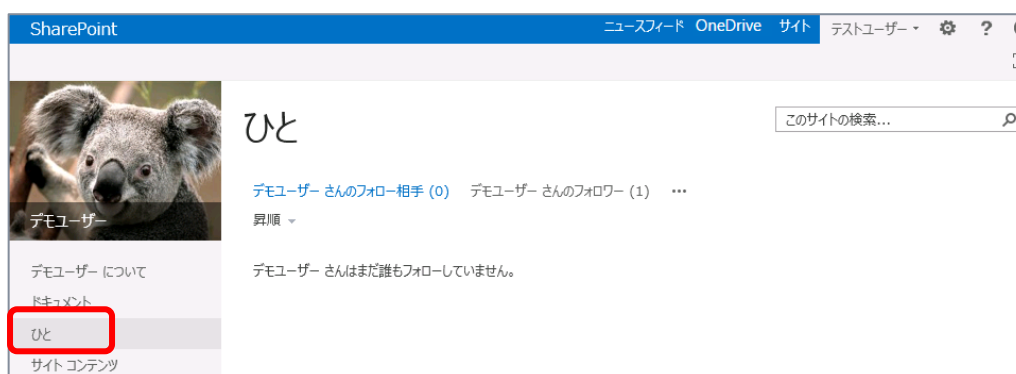 SharePoint
ニュースフィード OneDrive サイト テストユーザー ?
ひと
このサイトの検索...
デモユーザー さんのフォロー相手 (0) デモユーザー さんのフォロワー (1) •••
昇順
デモユーザー さんはまだ誰もフォローしていません。
デモユーザー
デモユーザー について
ドキュメント
ひと
サイト コンテンツ